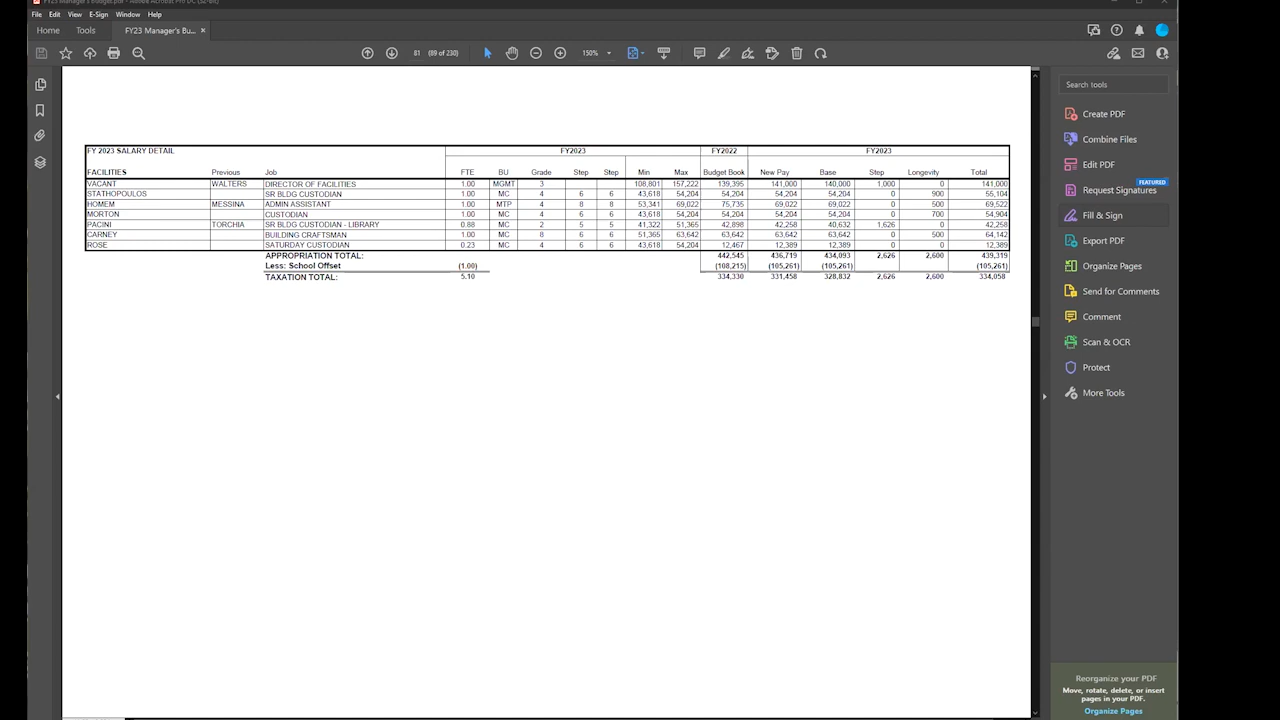 File Edit View E-Sign Window Help
Home Tools FY23 Manager's Bu... ×
81 (89 of 230) 150%
Search tools
Create PDF
Combine Files
Edit PDF
FEATURED
Request Signatures
Fill & Sign
Export PDF
Organize Pages
Send for Comments
Comment
Scan & OCR
Protect
More Tools
FY 2023 SALARY DETAIL FY2023 FY2022 FY2023
FACILITIES Previous Job FTE BU Grade Step Step Min Max Budget Book New Pay Base Step Longevity Total
VACANT WALTERS DIRECTOR OF FACILITIES 1.00 MGMT 3 108,801 157,222 139,395 141,000 140,000 1,000 0 141,000
STATHOPOULOS SR BLDG CUSTODIAN 1.00 MC 4 6 6 43,618 54,204 54,204 54,204 54,204 0 900 55,104
HOMEM MESSINA ADMIN ASSISTANT 1.00 MTP 4 8 8 53,341 69,022 75,735 69,022 69,022 0 500 69,522
MORTON CUSTODIAN 1.00 MC 4 6 6 43,618 54,204 54,204 54,204 54,204 0 700 54,904
PACINI TORCHIA SR BLDG CUSTODIAN - LIBRARY 0.88 MC 2 5 5 41,322 51,365 42,898 42,258 40,632 1,626 0 42,258
CARNEY BUILDING CRAFTSMAN 1.00 MC 8 6 6 51,365 63,642 63,642 63,642 63,642 0 500 64,142
ROSE SATURDAY CUSTODIAN 0.23 MC 4 6 6 43,618 54,204 12,467 12,389 12,389 0 0 12,389
APPROPRIATION TOTAL: 442,545 436,719 434,093 2,626 2,600 439,319
Less: School Offset (1.00) (108,215) (105,261) (105,261) (105,261)
TAXATION TOTAL: 5.10 334,330 331,458 328,832 2,626 2,600 334,058
Reorganize your PDF
Move, rotate, delete, or insert
pages in your PDF.
Organize Pages